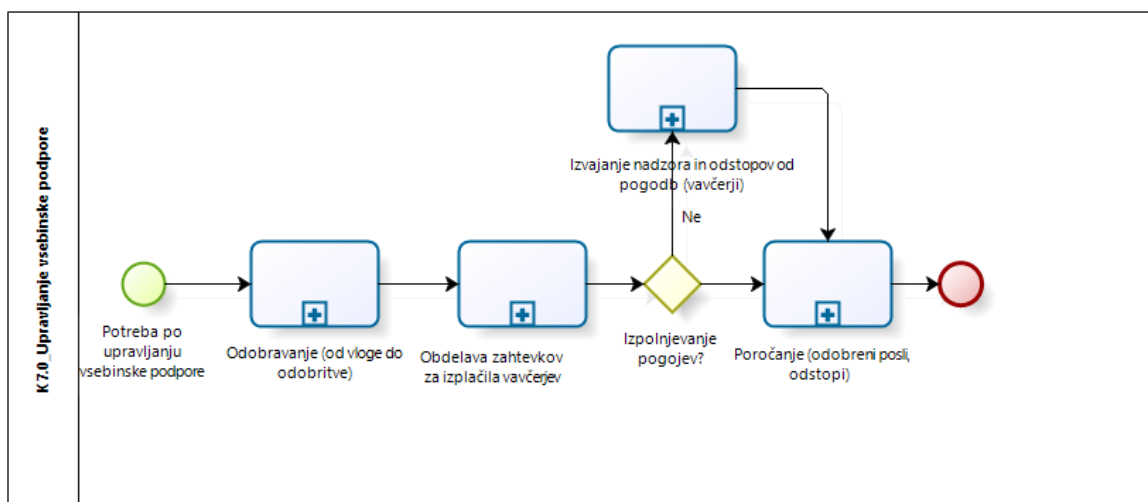 K 7.0_Upravljanje vsebinske podpore
Izvajanje nadzora in odstopov od
pogodb (vavčerji)
Ne
Potreba po
upravljanju
vsebinske podpore
Odobravanje (od vloge do
odobritve)
Obdelava zahtevkov
za izplačila vavčerjev
Izpolnjevanje
pogojev?
Poročanje (odobreni posli,
odstopi)